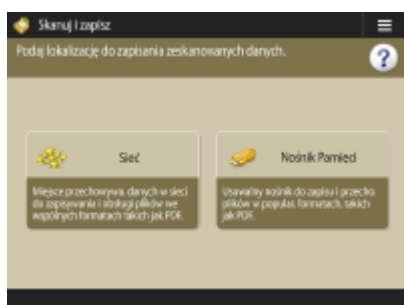 Skanuj i zapisz
Podaj lokalizację do zapisania zeskanowanych danych.
?
Sieć
Miejsce przechowywa. danych w sieci
do zapisywania i obsługi plików we
wspólnych formatach takich jak PDF.
Nośnik Pamięci
Usuwalny nośnik do zapisu i przecho.
plików w popular. formatach, takich
jak PDF.